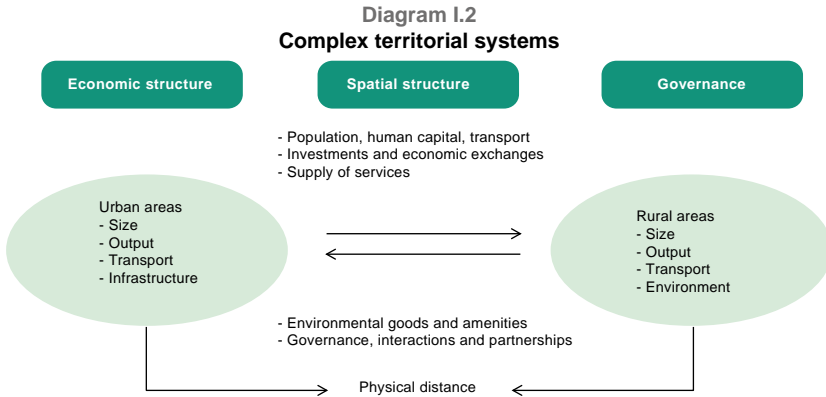 Diagram I.2
Complex territorial systems
Economic structure
Spatial structure
Governance
- Population, human capital, transport
- Investments and economic exchanges
- Supply of services
Urban areas
- Size
- Output
- Transport
- Infrastructure
Rural areas
- Size
- Output
- Transport
- Environment
- Environmental goods and amenities
- Governance, interactions and partnerships
Physical distance